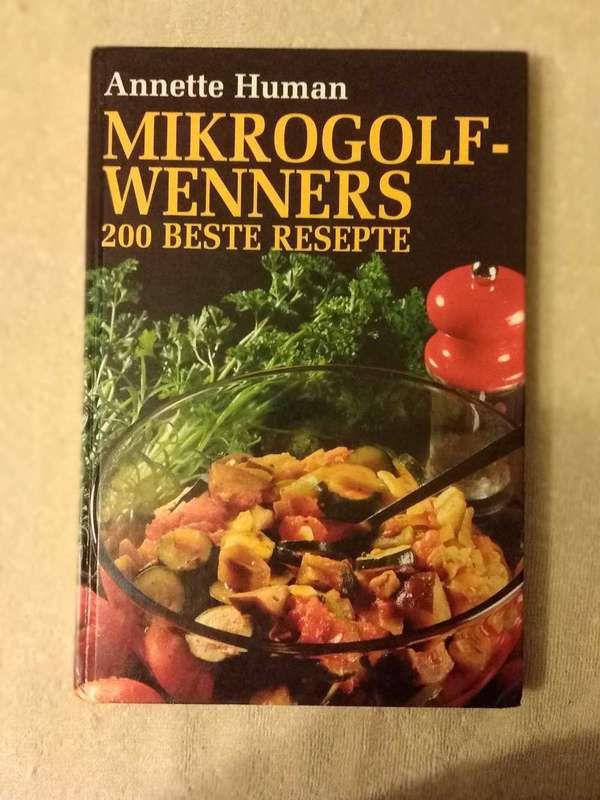 Annette Human
MIKROGOLF-
WENNERS
200 BESTE RESEPTE